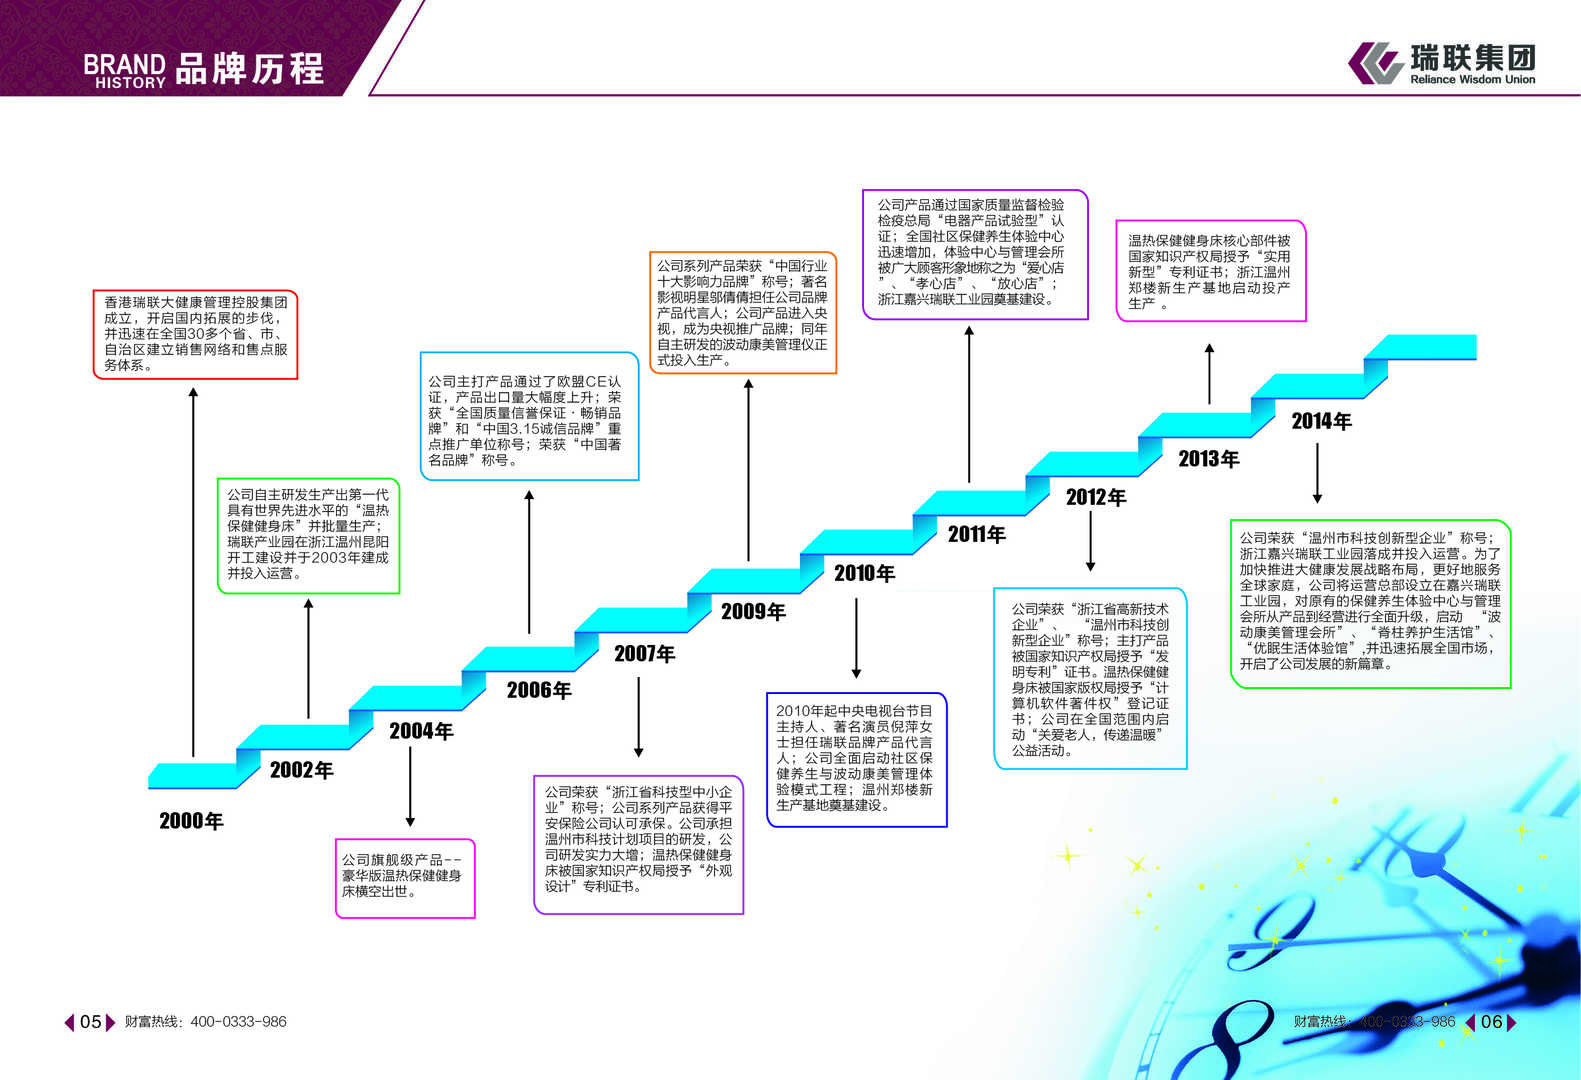 BRAND
HISTORY
品牌历程
瑞联集团
Reliance Wisdom Union
香港瑞联大健康管理控股集团
成立，开启国内拓展的步伐，
并迅速在全国30多个省、市、
自治区建立销售网络和售点服
务体系。
2000年
公司自主研发生产出第一代
具有世界先进水平的“温热
保健健身床”并批量生产；
瑞联产业园在浙江温州昆阳
开工建设并于2003年建成
并投入运营。
2002年
公司旗舰级产品--
豪华版温热保健健身
床横空出世。
2004年
公司主打产品通过了欧盟CE认
证，产品出口量大幅度上升；荣
获“全国质量信誉保证·畅销品
牌”和“中国3.15诚信品牌”重
点推广单位称号；荣获“中国著
名品牌”称号。
2006年
公司荣获“浙江省科技型中小企
业”称号；公司系列产品获得平
安保险公司认可承保。公司承担
温州市科技计划项目的研发，公
司研发实力大增；温热保健健身
床被国家知识产权局授予“外观
设计”专利证书。
2007年
公司系列产品荣获“中国行业
十大影响力品牌”称号；著名
影视明星邬倩倩担任公司品牌
产品代言人；公司产品进入央
视，成为央视推广品牌；同年
自主研发的波动康美管理仪正
式投入生产。
2009年
2010年起中央电视台节目
主持人、著名演员倪萍女
士担任瑞联品牌产品代言
人；公司全面启动社区保
健养生与波动康美管理体
验模式工程；温州郑楼新
生产基地奠基建设。
2010年
公司产品通过国家质量监督检验
检疫总局“电器产品试验型”认
证；全国社区保健养生体验中心
迅速增加，体验中心与管理会所
被广大顾客形象地称之为“爱心店
”、“孝心店”、“放心店”；
浙江嘉兴瑞联工业园奠基建设。
2011年
公司荣获“浙江省高新技术
企业”、 “温州市科技创
新型企业”称号；主打产品
被国家知识产权局授予“发
明专利”证书。温热保健健
身床被国家版权局授予“计
算机软件著件权”登记证
书；公司在全国范围内启
动“关爱老人，传递温暖”
公益活动。
2012年
温热保健健身床核心部件被
国家知识产权局授予“实用
新型”专利证书；浙江温州
郑楼新生产基地启动投产
生产 。
2013年
公司荣获“温州市科技创新型企业”称号；
浙江嘉兴瑞联工业园落成并投入运营。为了
加快推进大健康发展战略布局，更好地服务
全球家庭，公司将运营总部设立在嘉兴瑞联
工业园，对原有的保健养生体验中心与管理
会所从产品到经营进行全面升级，启动 “波
动康美管理会所”、“脊柱养护生活馆”、
“优眠生活体验馆”,并迅速拓展全国市场，
开启了公司发展的新篇章。
2014年
9
8
05 财富热线：400-0333-986
财富热线：400-0333-986 06